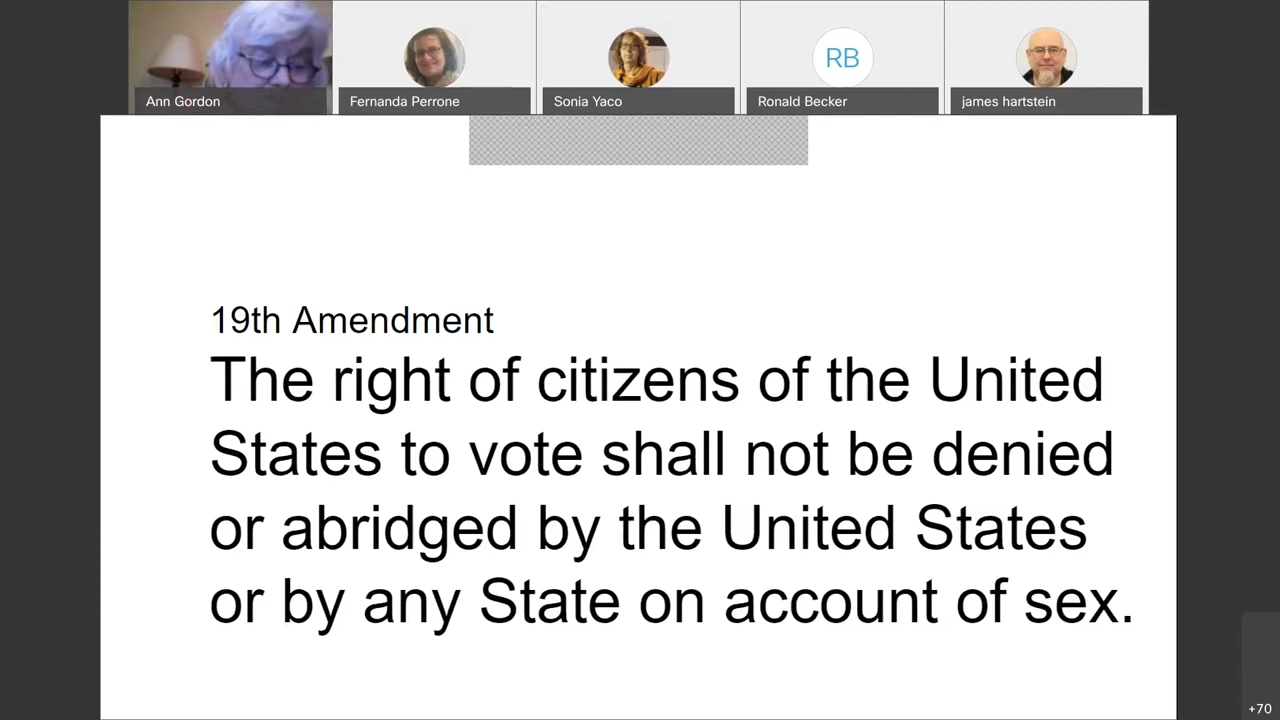 Ann Gordon
Fernanda Perrone
Sonia Yaco
RB
Ronald Becker
james hartstein
19th Amendment
The right of citizens of the United
States to vote shall not be denied
or abridged by the United States
or by any State on account of sex.
+70